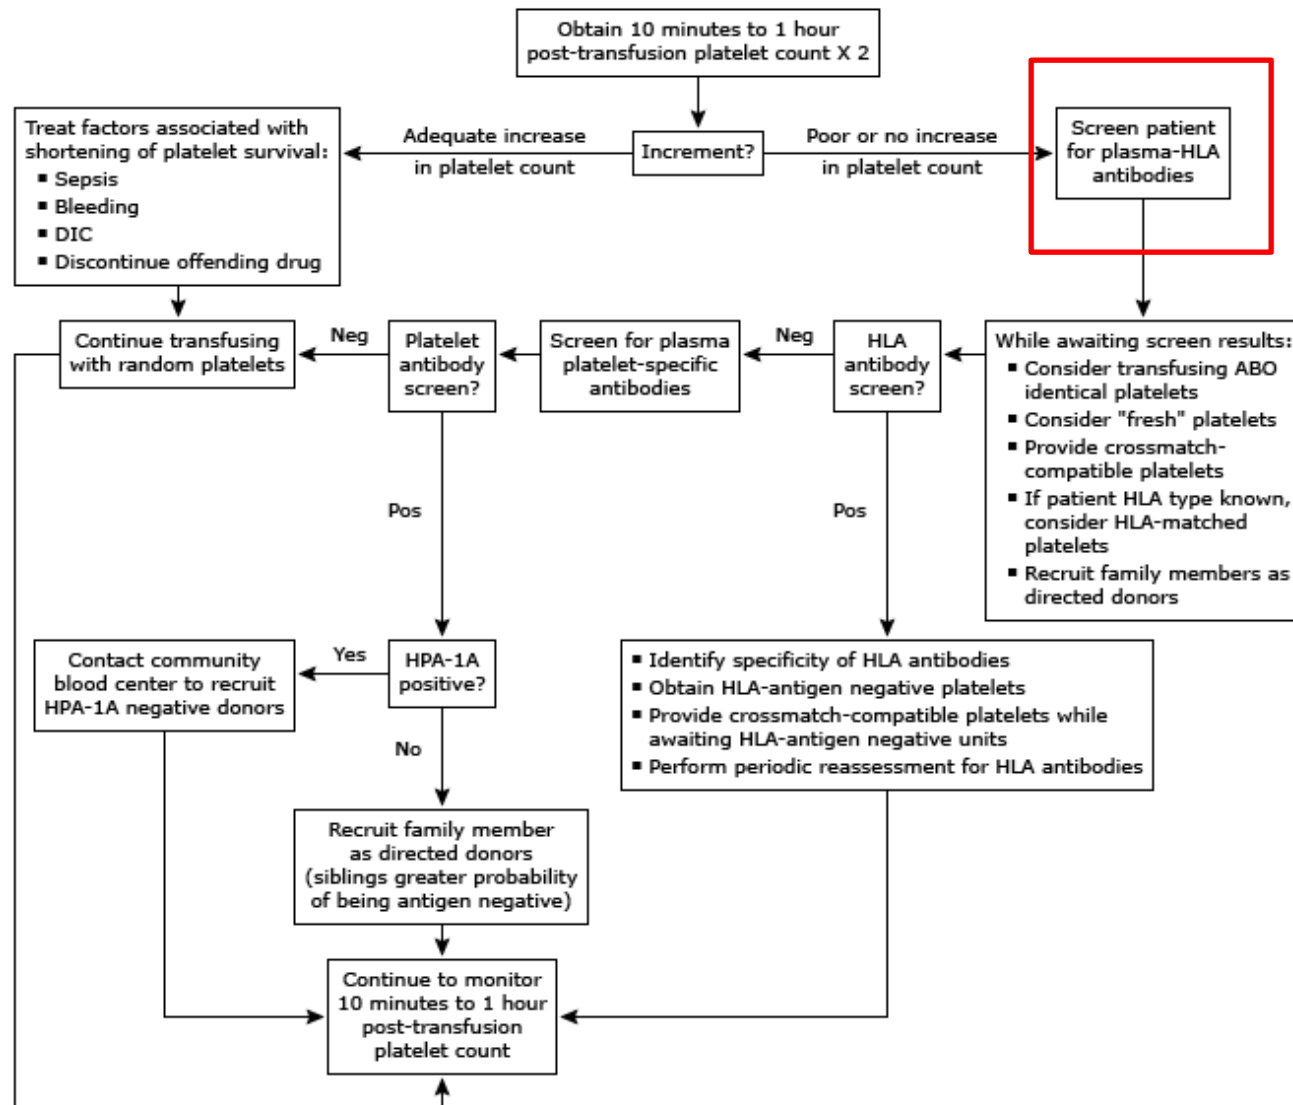 Obtain 10 minutes to 1 hour
post-transfusion platelet count X 2
Treat factors associated with
shortening of platelet survival:
▪ Sepsis
▪ Bleeding
▪ DIC
▪ Discontinue offending drug
Adequate increase
in platelet count
Increment?
Poor or no increase
in platelet count
Screen patient
for plasma-HLA
antibodies
Continue transfusing
with random platelets
Neg
Platelet
antibody
screen?
Screen for plasma
platelet-specific
antibodies
Neg
HLA
antibody
screen?
While awaiting screen results:
▪ Consider transfusing ABO
identical platelets
▪ Consider "fresh" platelets
▪ Provide crossmatch-
compatible platelets
▪ If patient HLA type known,
consider HLA-matched
platelets
▪ Recruit family members as
directed donors
Pos
Pos
Contact community
blood center to recruit
HPA-1A negative donors
Yes
HPA-1A
positive?
No
▪ Identify specificity of HLA antibodies
▪ Obtain HLA-antigen negative platelets
▪ Provide crossmatch-compatible platelets while
awaiting HLA-antigen negative units
▪ Perform periodic reassessment for HLA antibodies
Recruit family member
as directed donors
(siblings greater probability
of being antigen negative)
Continue to monitor
10 minutes to 1 hour
post-transfusion
platelet count